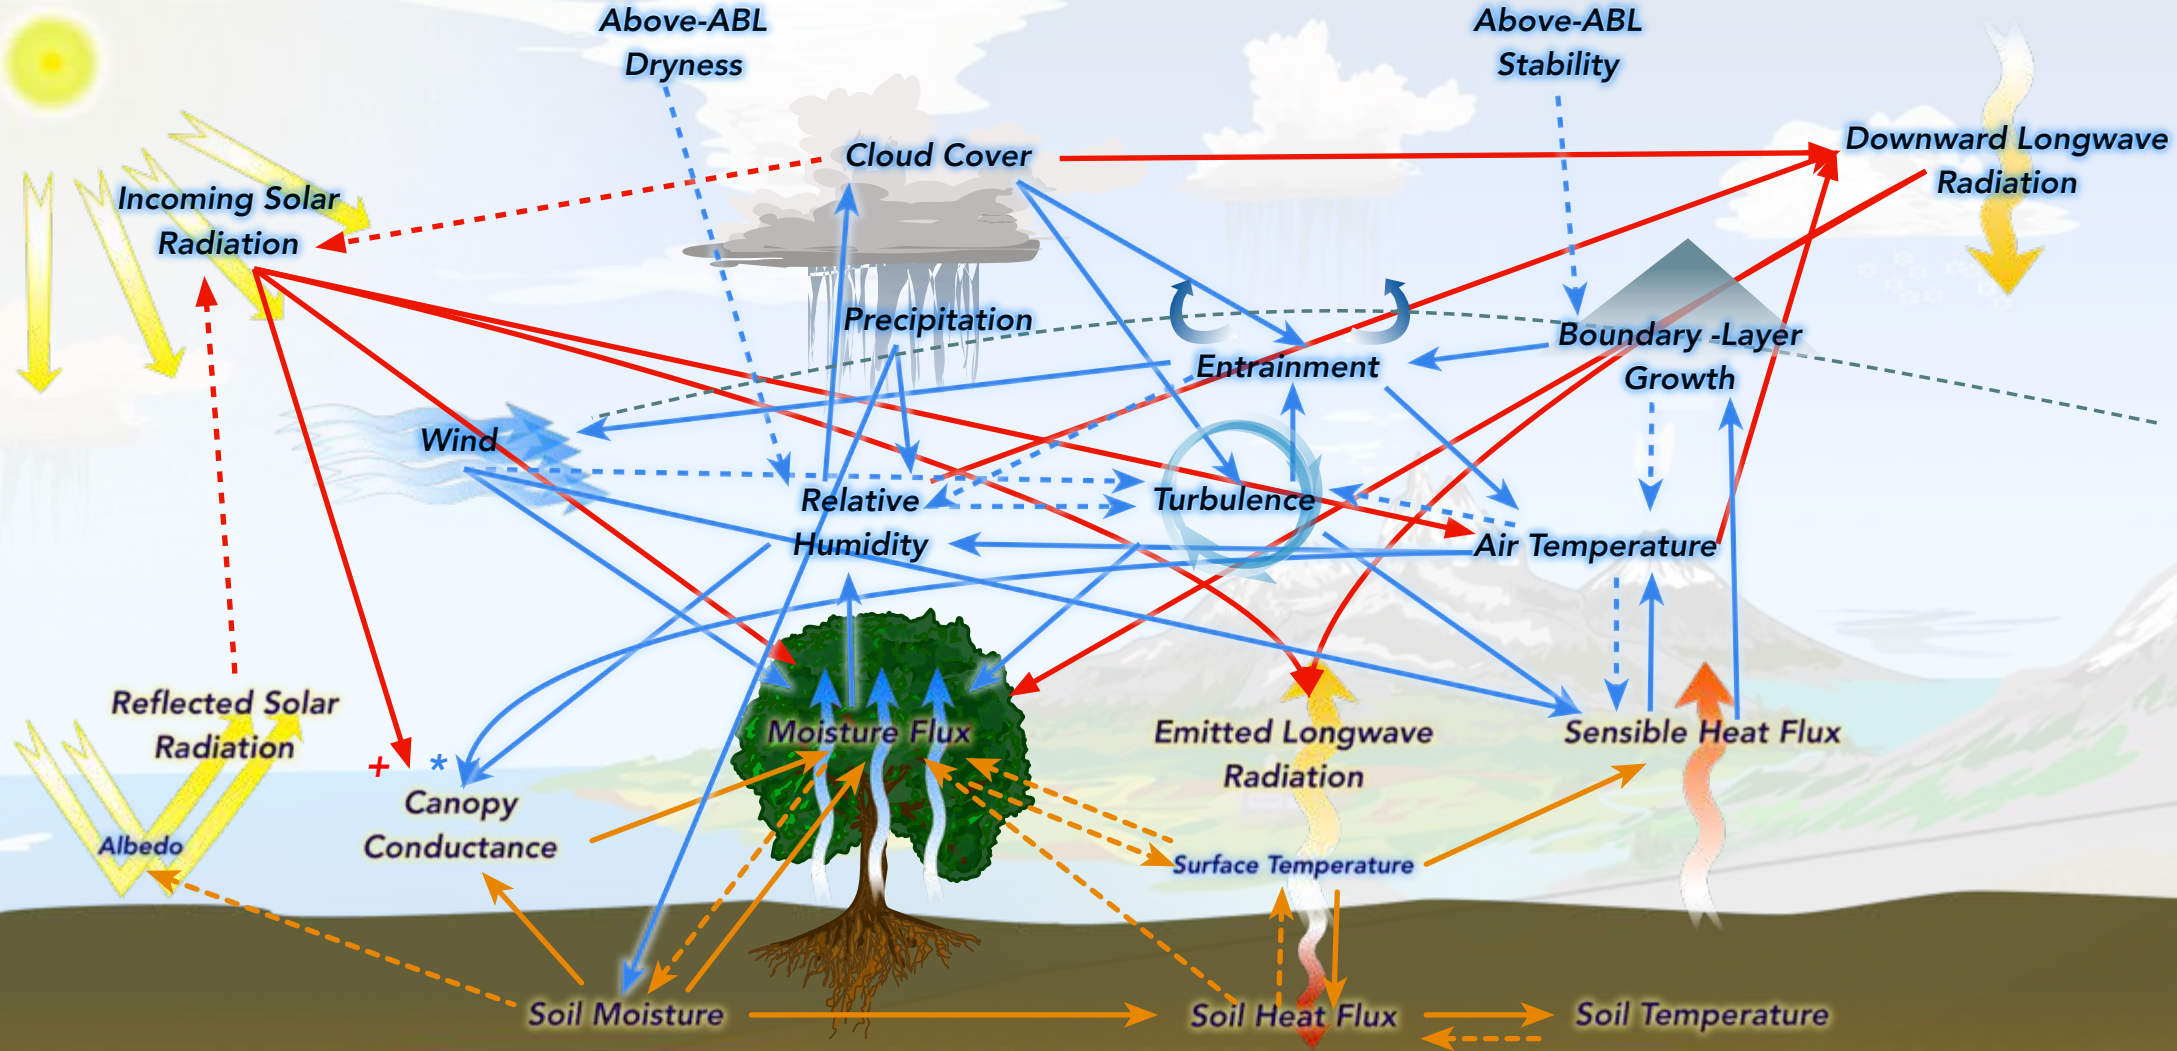 Above-ABL
Dryness
Above-ABL
Stability
Cloud Cover
Downward Longwave
Radiation
Incoming Solar
Radiation
Precipitation
Entrainment
Boundary -Layer
Growth
Wind
Relative
Humidity
Turbulence
Air Temperature
Reflected Solar
Radiation
Moisture Flux
Emitted Longwave
Radiation
Sensible Heat Flux
+ *
Canopy
Conductance
Albedo
Surface Temperature
Soil Moisture
Soil Heat Flux
Soil Temperature